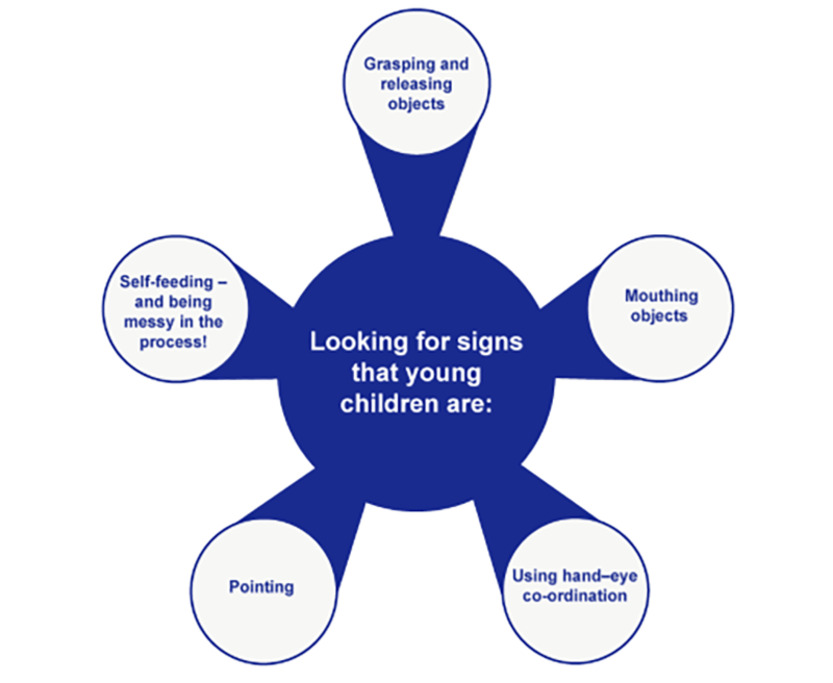 Grasping and
releasing
objects
Self-feeding –
and being
messy in the
process!
Mouthing
objects
Looking for signs
that young
children are:
Pointing
Using hand–eye
co-ordination